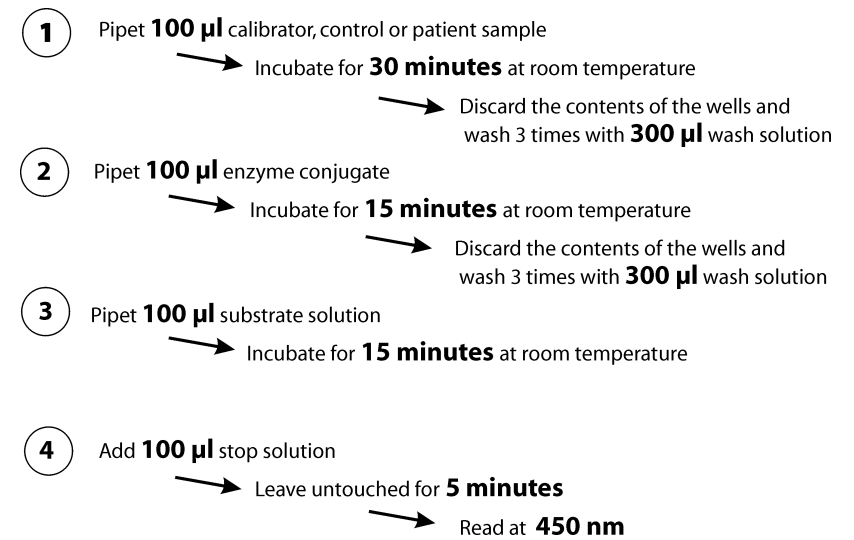 1 Pipet 100 µl calibrator, control or patient sample
Incubate for 30 minutes at room temperature
Discard the contents of the wells and
wash 3 times with 300 µl wash solution
2 Pipet 100 µl enzyme conjugate
Incubate for 15 minutes at room temperature
Discard the contents of the wells and
wash 3 times with 300 µl wash solution
3 Pipet 100 µl substrate solution
Incubate for 15 minutes at room temperature
4 Add 100 µl stop solution
Leave untouched for 5 minutes
Read at 450 nm